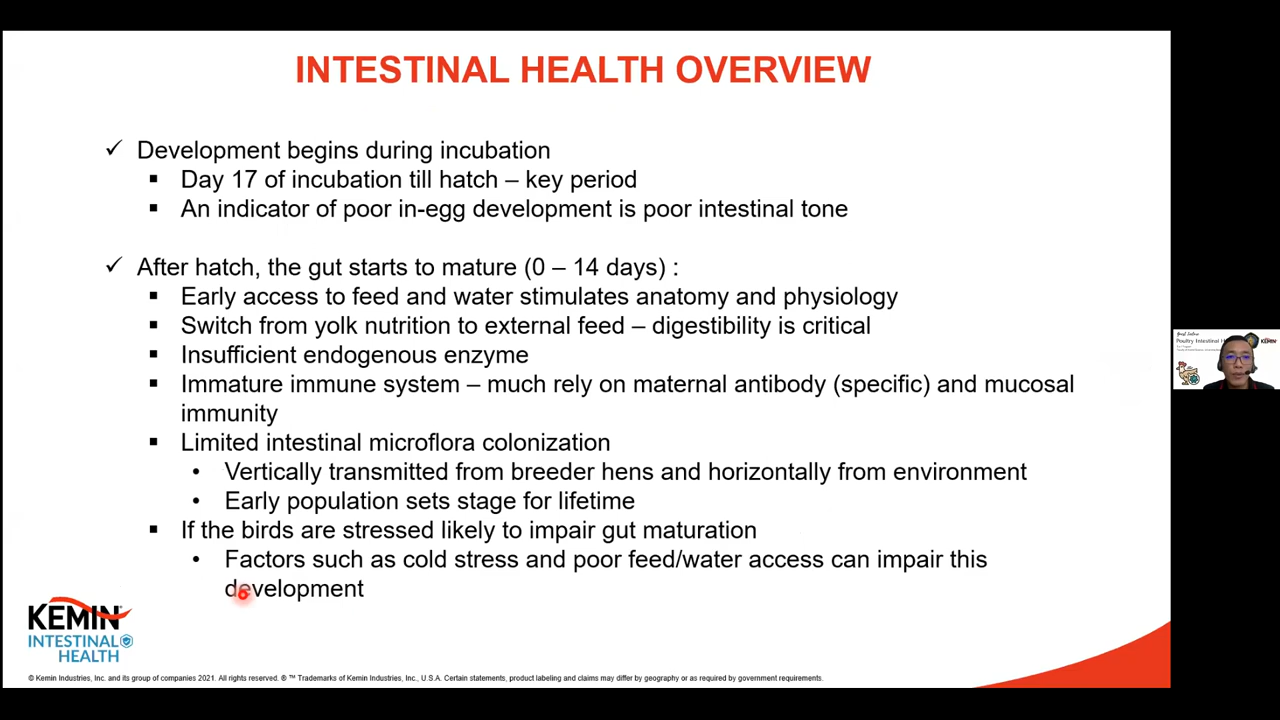 INTESTINAL HEALTH OVERVIEW
✓ Development begins during incubation
▪ Day 17 of incubation till hatch – key period
▪ An indicator of poor in-egg development is poor intestinal tone
✓ After hatch, the gut starts to mature (0 – 14 days) :
▪ Early access to feed and water stimulates anatomy and physiology
▪ Switch from yolk nutrition to external feed – digestibility is critical
▪ Insufficient endogenous enzyme
▪ Immature immune system – much rely on maternal antibody (specific) and mucosal
immunity
▪ Limited intestinal microflora colonization
• Vertically transmitted from breeder hens and horizontally from environment
• Early population sets stage for lifetime
▪ If the birds are stressed likely to impair gut maturation
• Factors such as cold stress and poor feed/water access can impair this
development
KEMIN
INTESTINAL
HEALTH
© Kemin Industries, Inc. and its group of companies 2021. All rights reserved. ® ™ Trademarks of Kemin Industries, Inc., U.S.A. Certain statements, product labeling and claims may differ by geography or as required by government requirements.
Poultry Intestinal H
KEMIN